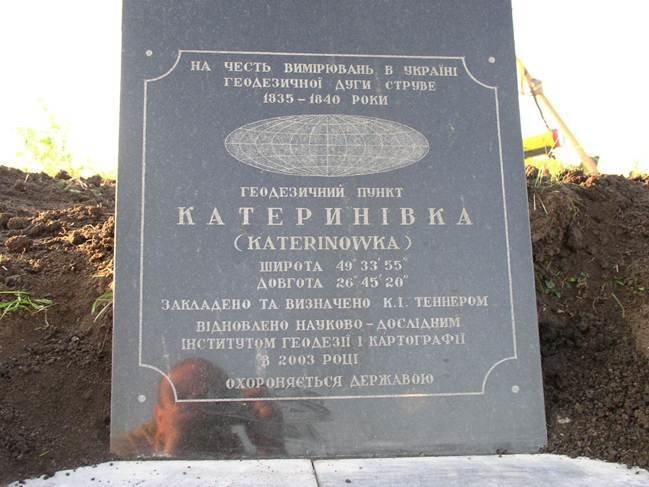 НА ЧЕСТЬ ВИМІРЮВАНЬ В УКРАЇНІ
ГЕОДЕЗИЧНОЇ ДУГИ СТРУВЕ
1835 – 1840 РОКИ
ГЕОДЕЗИЧНИЙ ПУНКТ
КАТЕРИНІВКА
(KATERINOWKA)
ШИРОТА 49° 33' 55"
ДОВГОТА 26° 45' 20"
ЗАКЛАДЕНО ТА ВИЗНАЧЕНО К.І. ТЕННЕРОМ
ВІДНОВЛЕНО НАУКОВО – ДОСЛІДНИМ
ІНСТИТУТОМ ГЕОДЕЗІЇ І КАРТОГРАФІЇ
В 2003 РОЦІ
ОХОРОНЯЄТЬСЯ ДЕРЖАВОЮ